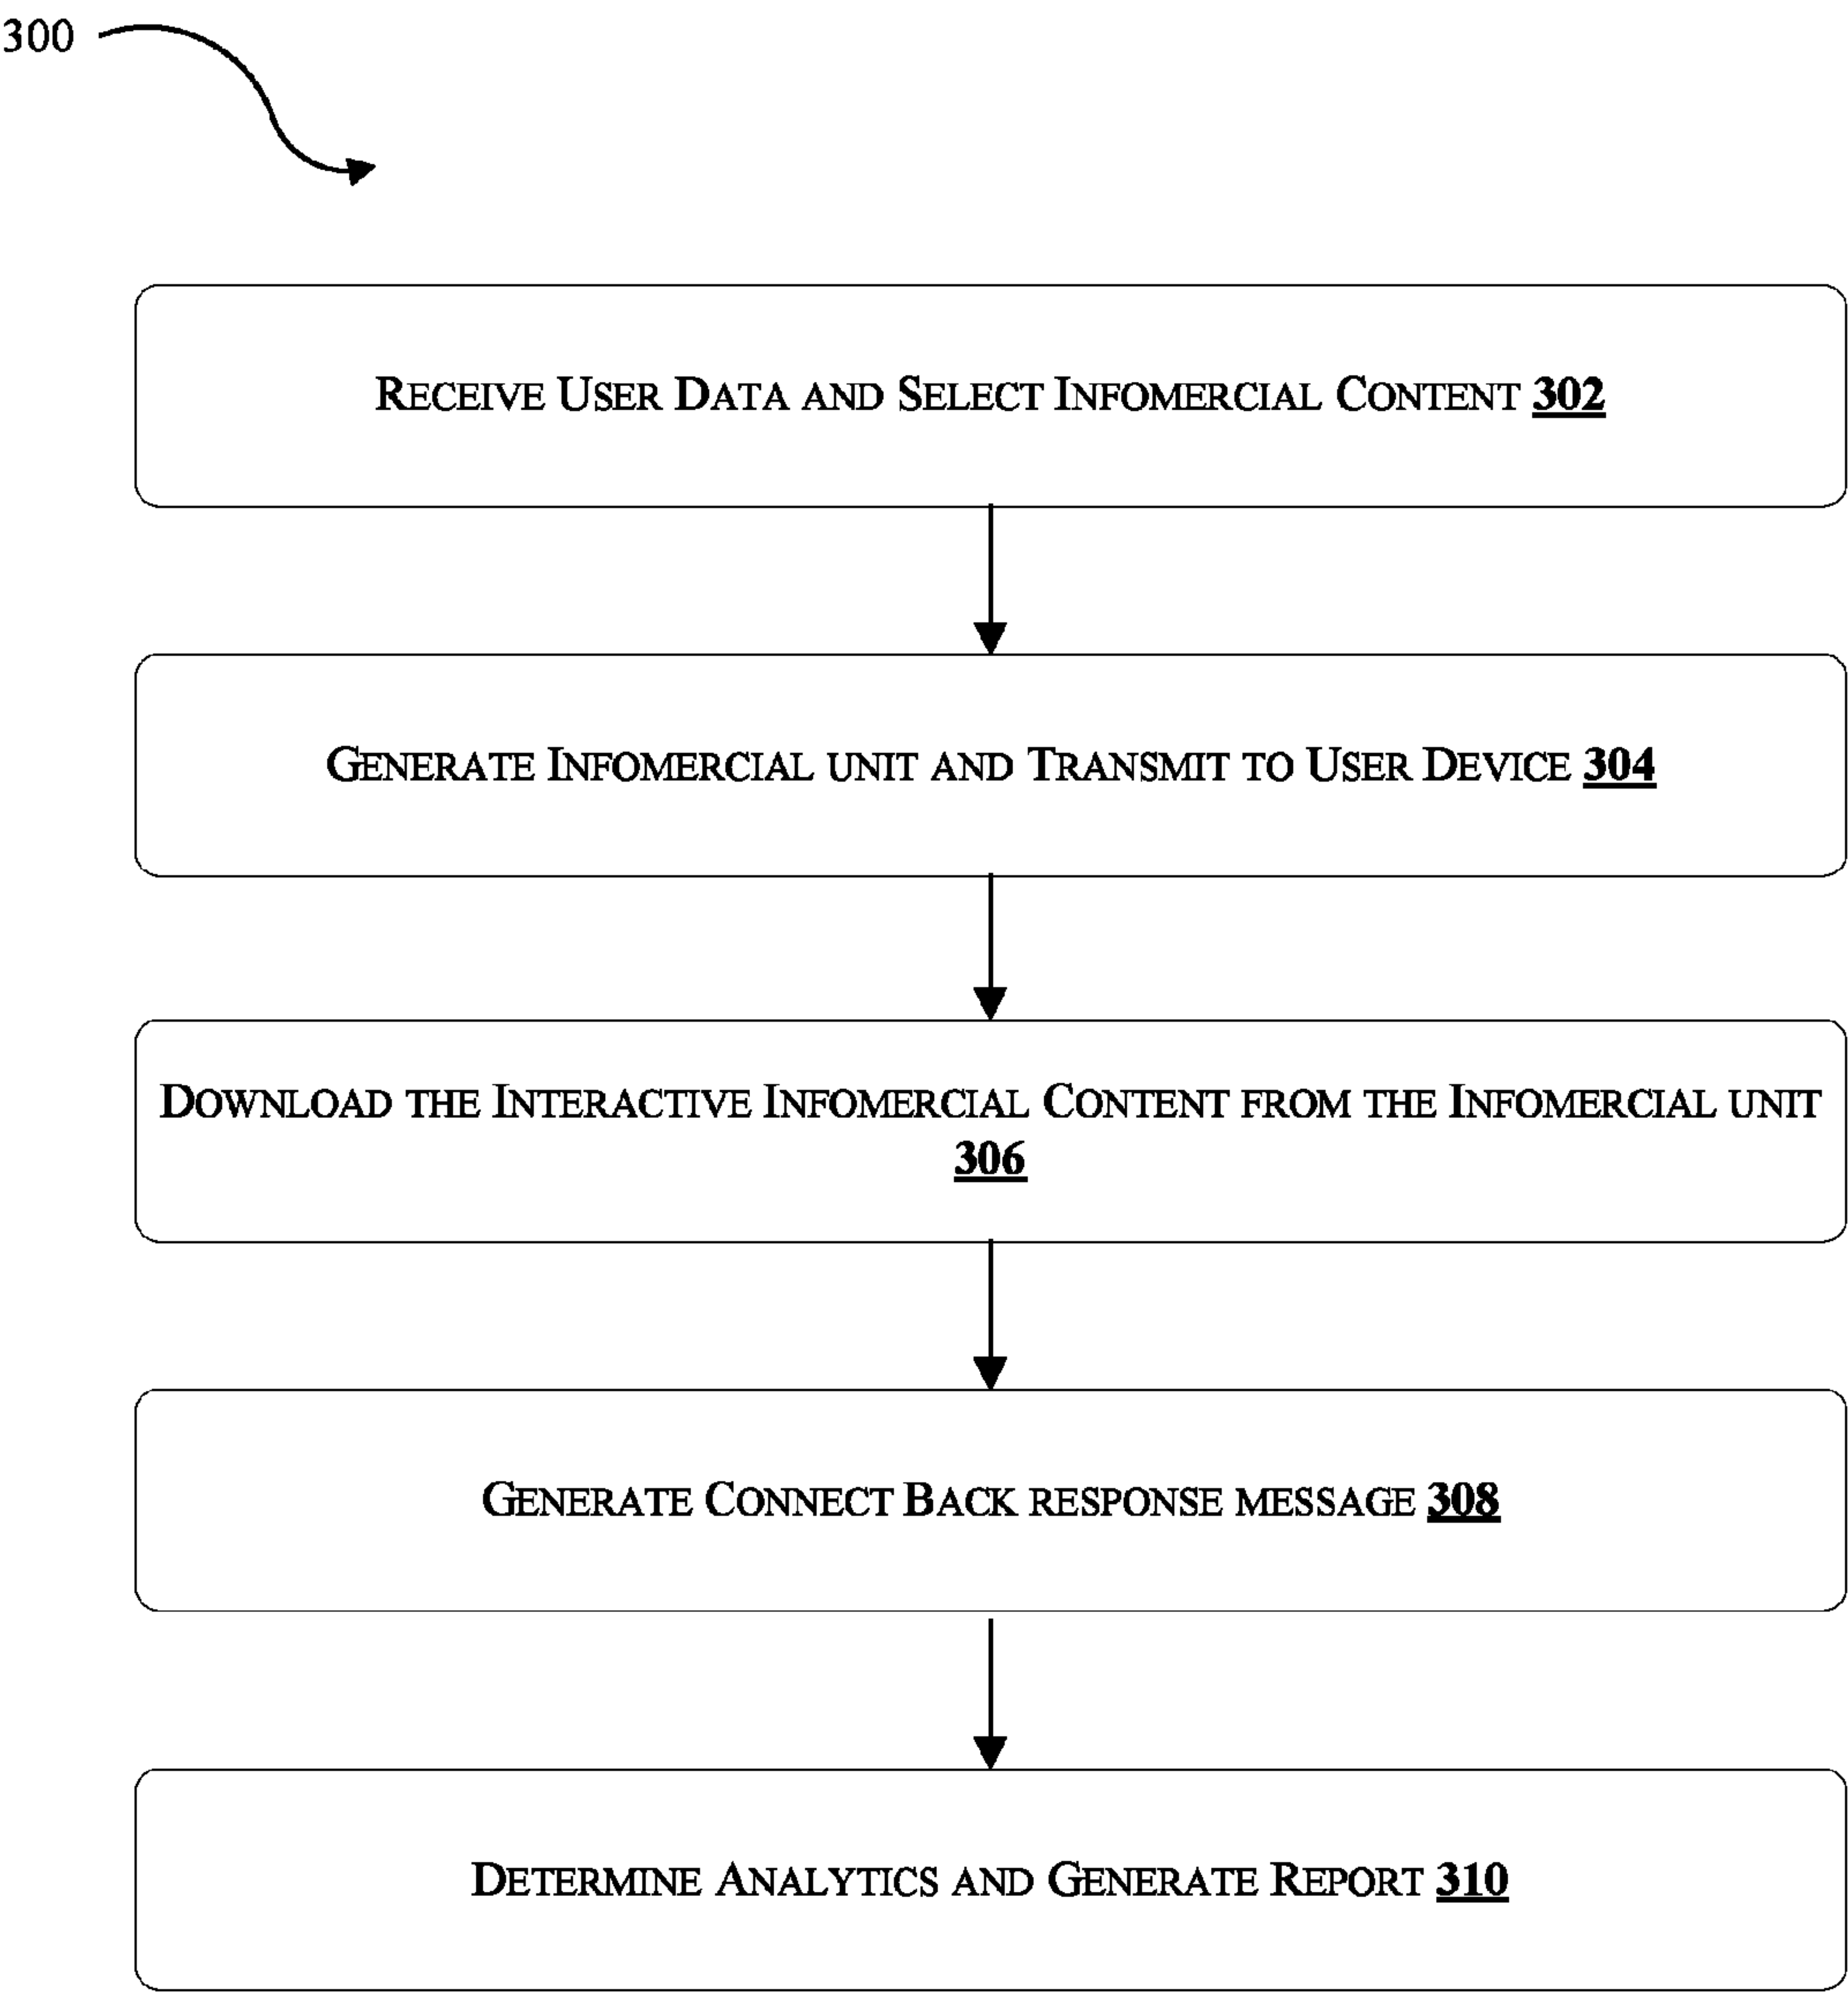 300
RECEIVE USER DATA AND SELECT INFOMERCIAL CONTENT 302
GENERATE INFOMERCIAL UNIT AND TRANSMIT TO USER DEVICE 304
DOWNLOAD THE INTERACTIVE INFOMERCIAL CONTENT FROM THE INFOMERCIAL UNIT
306
GENERATE CONNECT BACK RESPONSE MESSAGE 308
DETERMINE ANALYTICS AND GENERATE REPORT 310